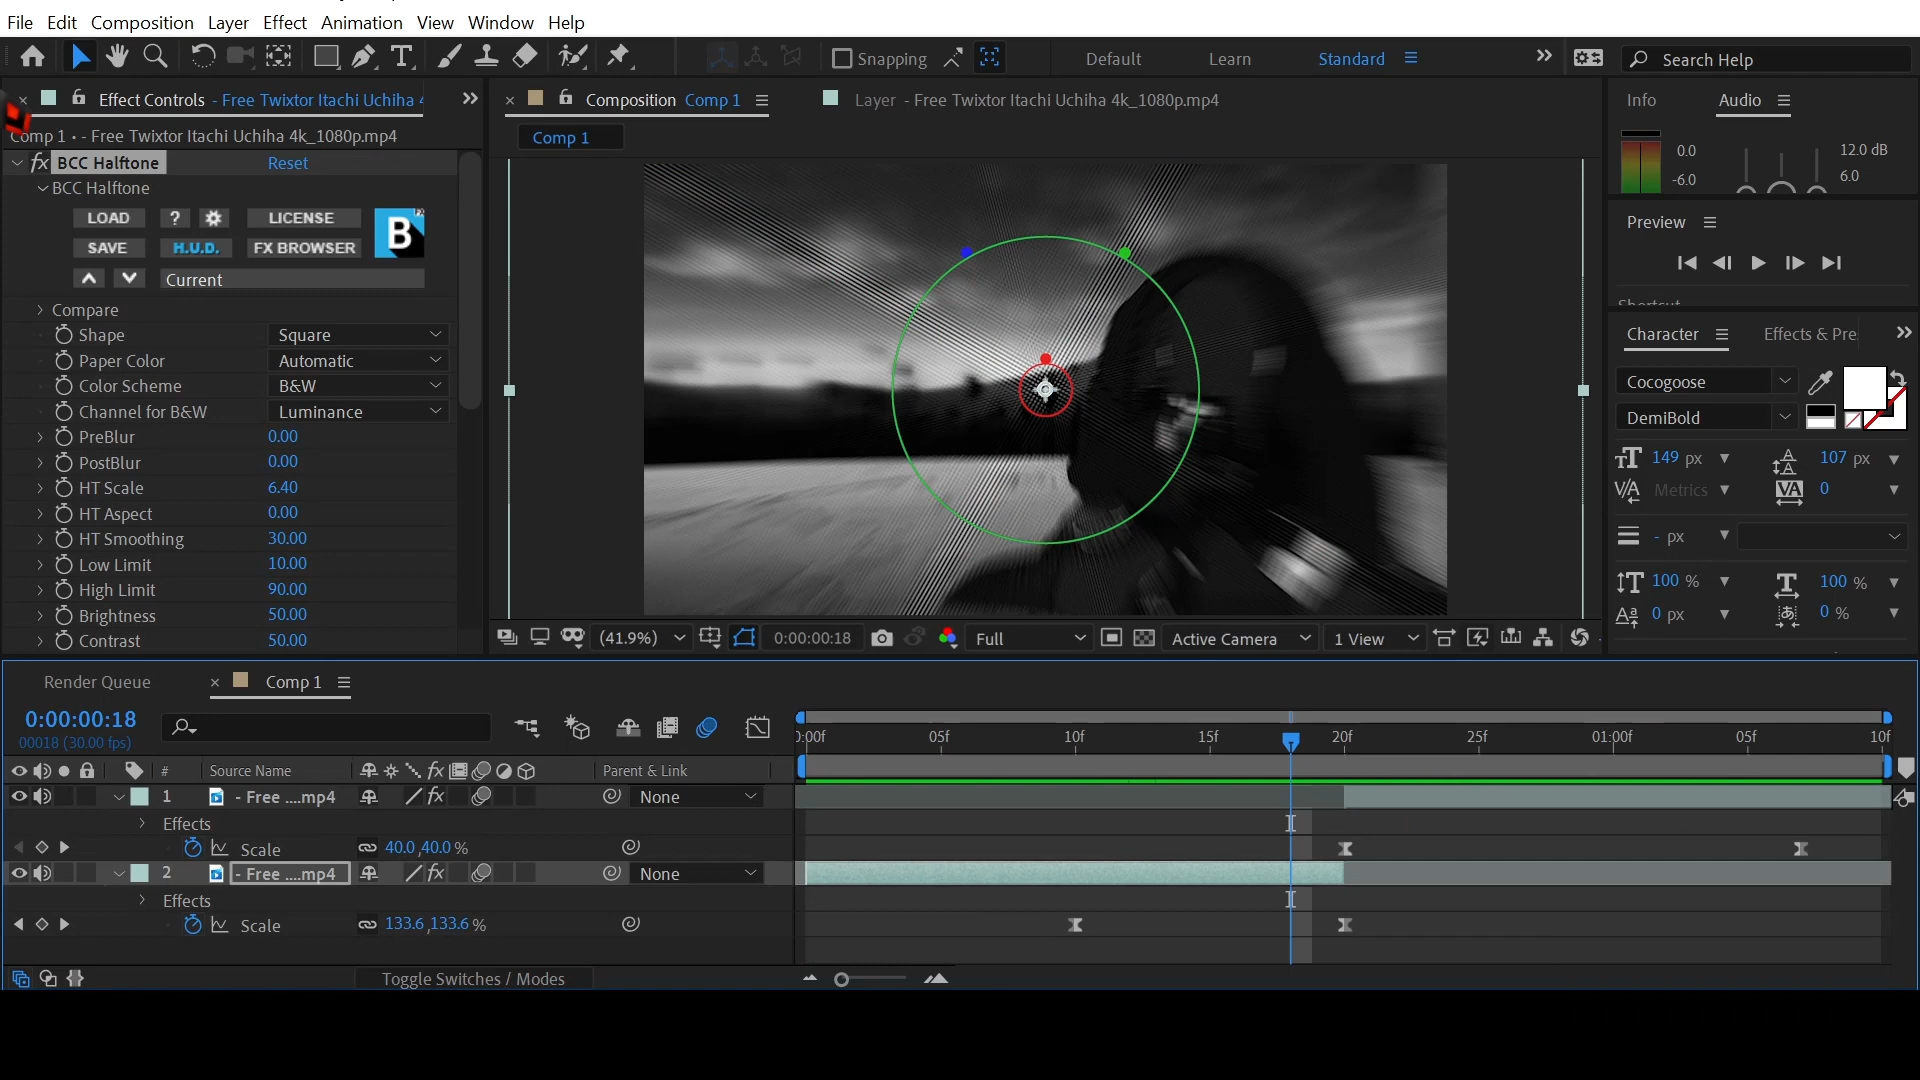 File Edit Composition Layer Effect Animation View Window Help
Snapping Default Learn Standard Search Help
Effect Controls - Free Twixtor Itachi Uchiha 4
Composition Comp 1
Layer - Free Twixtor Itachi Uchiha 4k_1080p.mp4
Info Audio
Comp 1 • - Free Twixtor Itachi Uchiha 4k_1080p.mp4
Comp 1
fx BCC Halftone Reset
BCC Halftone
LOAD ? LICENSE
SAVE H.U.D. FX BROWSER
B FX
Current
Compare
Shape Square
Paper Color Automatic
Color Scheme B&W
Channel for B&W Luminance
PreBlur 0.00
PostBlur 0.00
HT Scale 6.40
HT Aspect 0.00
HT Smoothing 30.00
Low Limit 10.00
High Limit 90.00
Brightness 50.00
Contrast 50.00
(41.9%) 0:00:00:18 Full Active Camera 1 View
0.0 12.0 dB
-6.0 6.0
Preview
Character Effects & Pre
Cocogoose
DemiBold
149 px 107 px
Metrics 0
- px
100 % 100 %
0 px 0 %
Render Queue Comp 1
0:00:00:18
00018 (30.00 fps)
0:00f 05f 10f 15f 20f 25f 01:00f 05f 10f
# Source Name fx Parent & Link
1 - Free ....mp4 fx None
Effects
Scale 40.0,40.0 %
2 - Free ....mp4 fx None
Effects
Scale 133.6,133.6 %
Toggle Switches / Modes